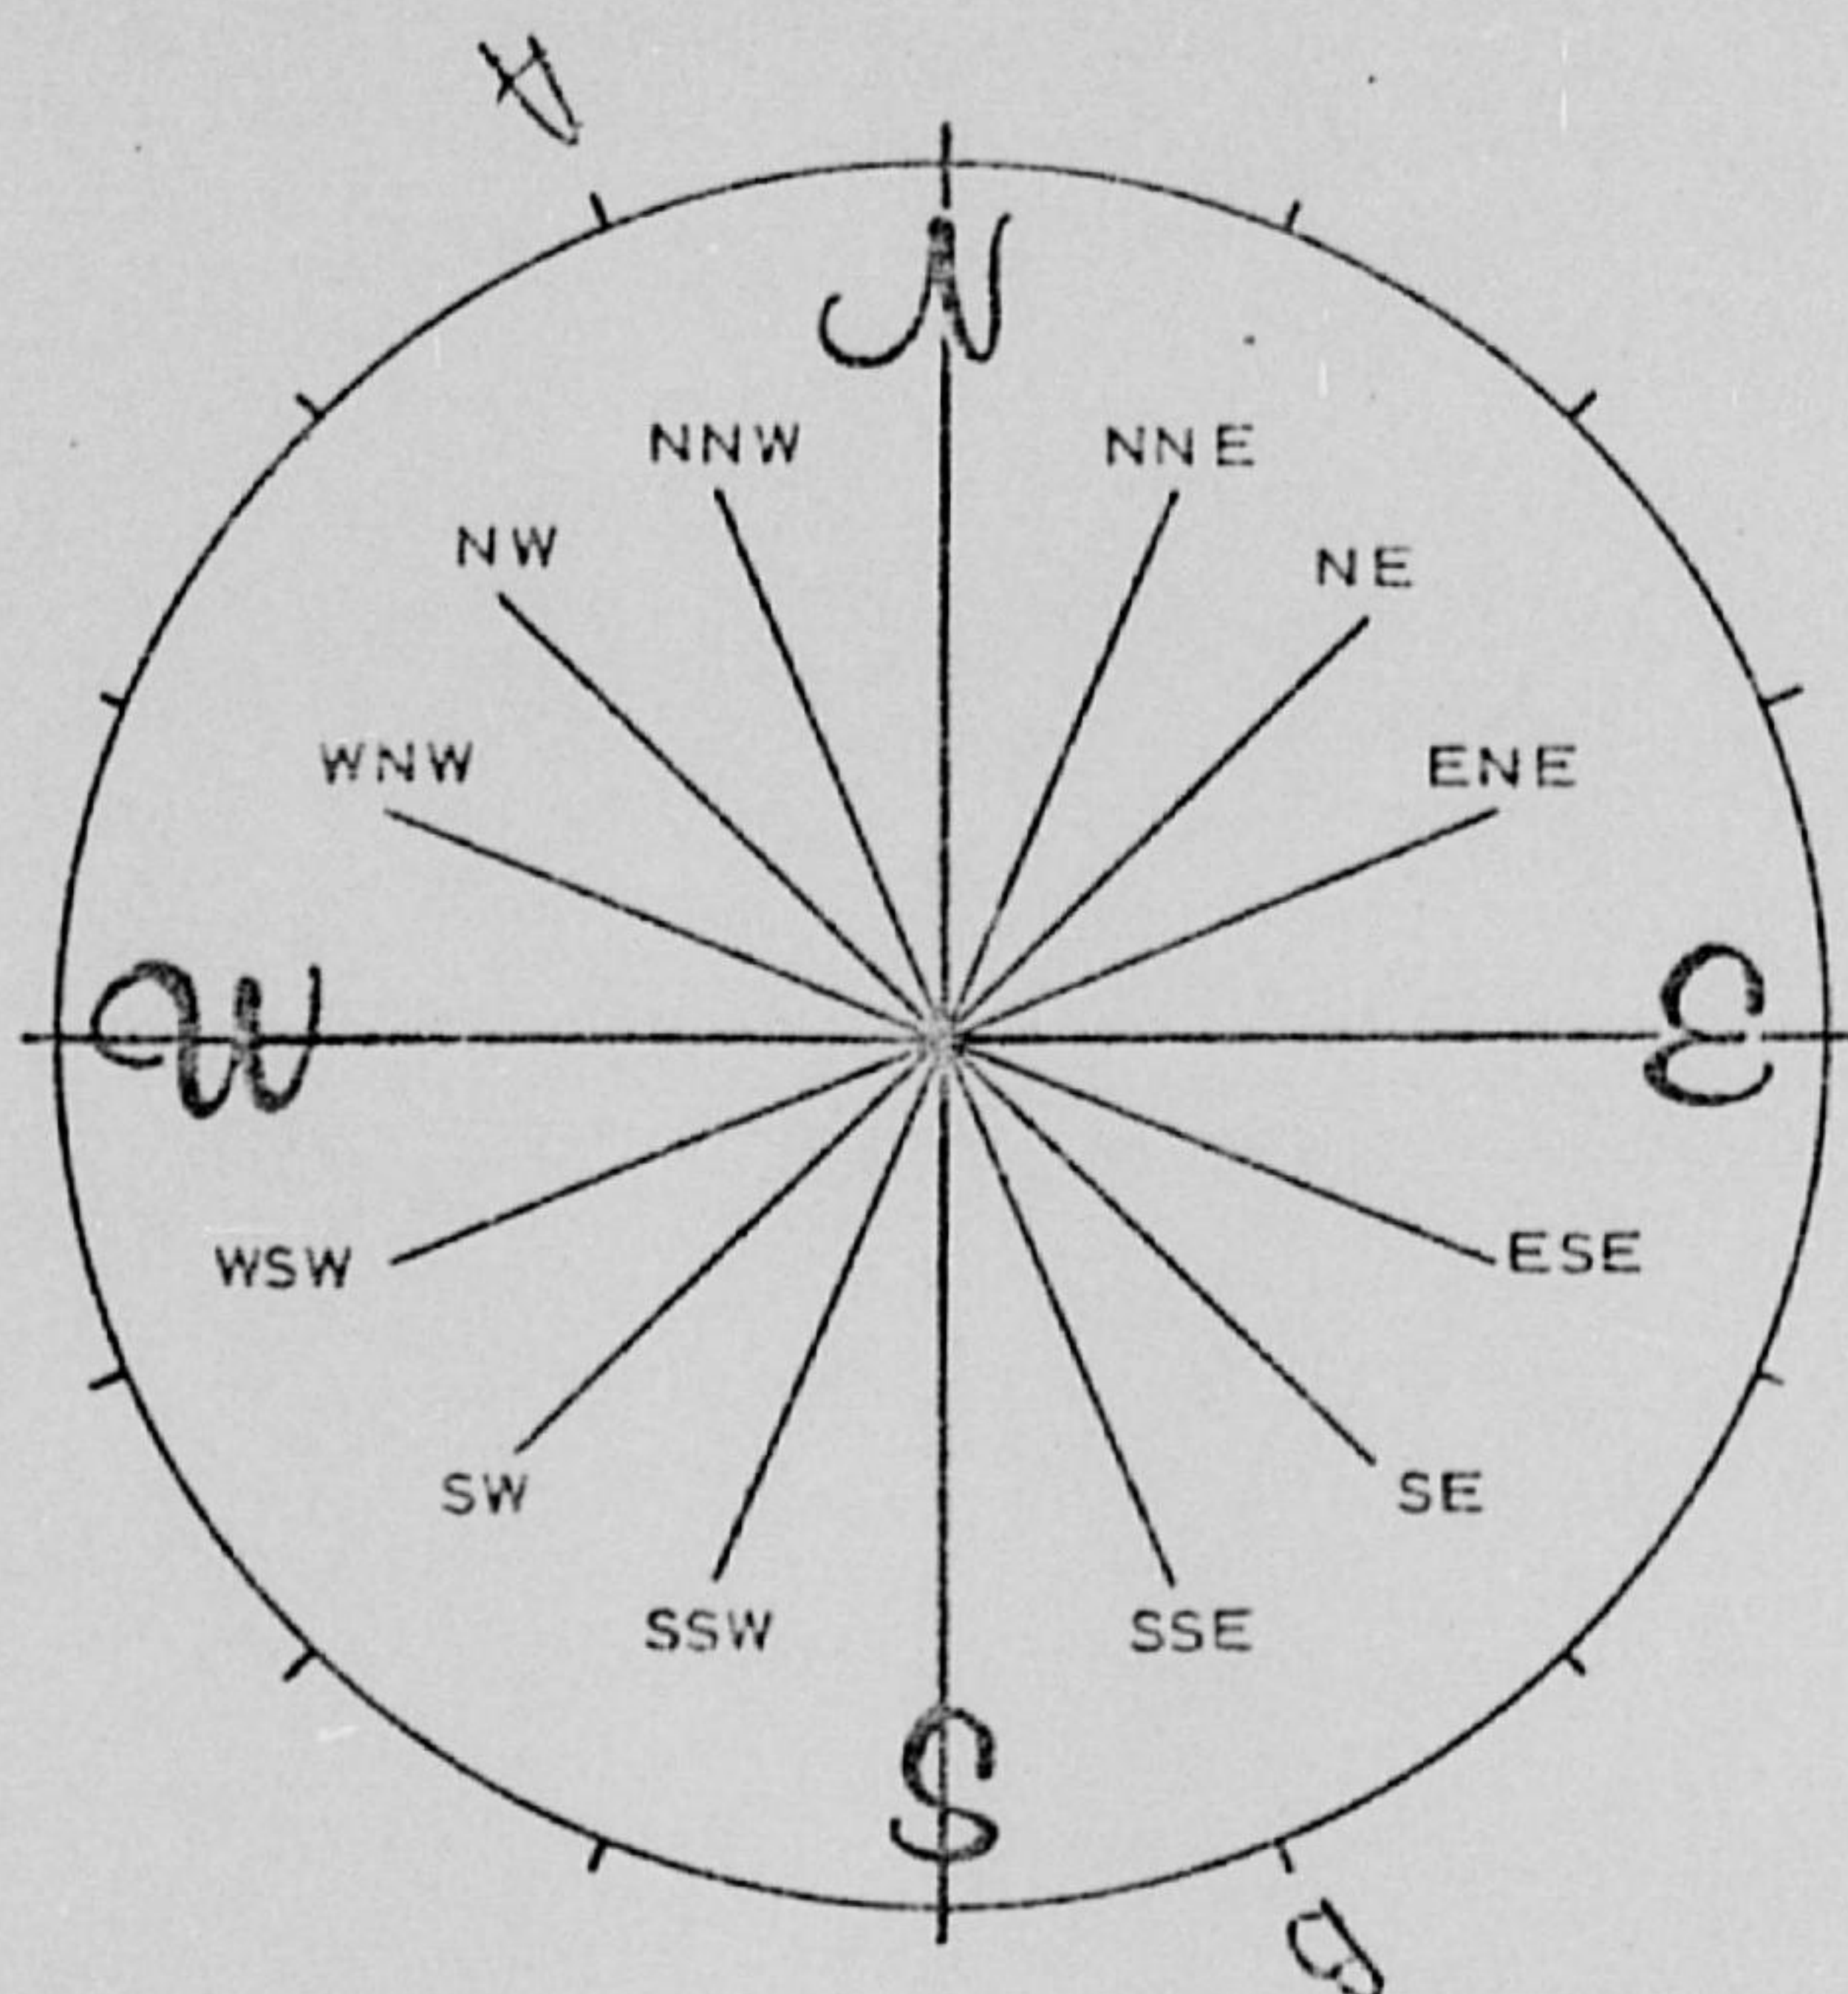 A
N
NNW NNE
NW NE
WNW ENE
W E
WSW ESE
SW SE
SSW SSE
S
B